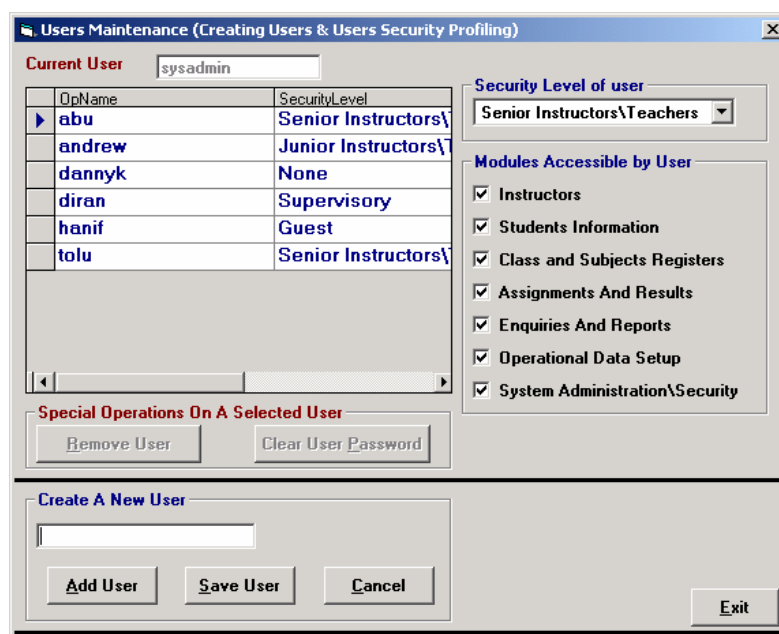 Users Maintenance (Creating Users & Users Security Profiling)
Current User sysadmin
OpName SecurityLevel
abu Senior Instructors\
andrew Junior Instructors\
dannyk None
diran Supervisory
hanif Guest
tolu Senior Instructors\
Security Level of user
Senior Instructors\Teachers
Modules Accessible by User
Instructors
Students Information
Class and Subjects Registers
Assignments And Results
Enquiries And Reports
Operational Data Setup
System Administration\Security
Special Operations On A Selected User
Remove User Clear User Password
Create A New User
Add User Save User Cancel
Exit